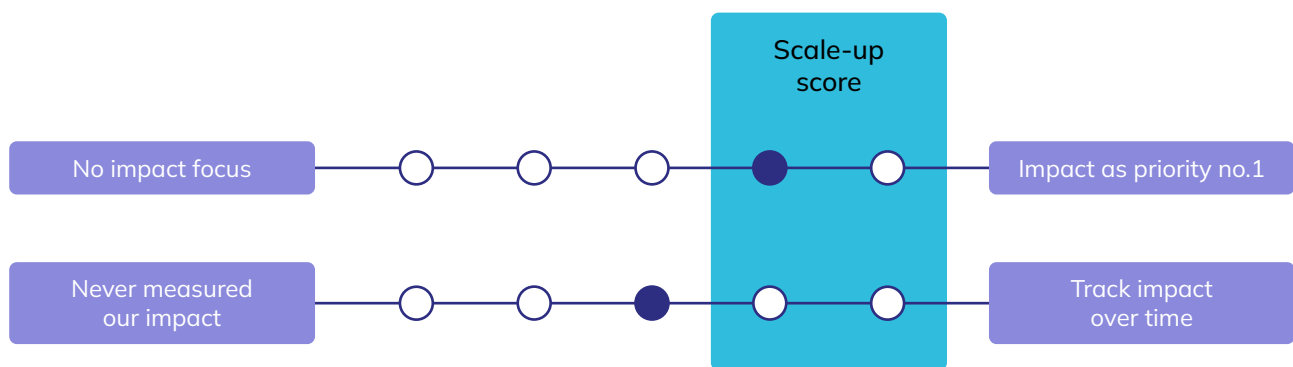 Scale-up
score
No impact focus
Impact as priority no.1
Never measured
our impact
Track impact
over time